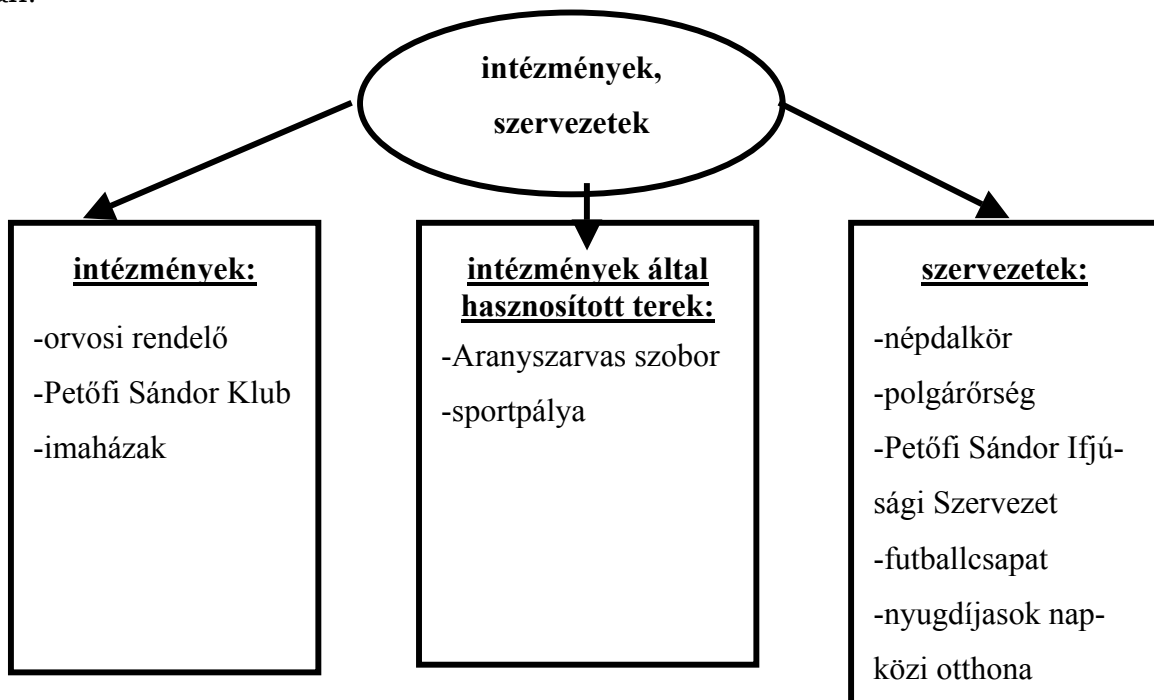 intézmények,
szervezetek
intézmények:
-orvosi rendelő
-Petőfi Sándor Klub
-imaházak
intézmények által
hasznosított terek:
-Aranyszarvas szobor
-sportpálya
szervezetek:
-népdalkör
-polgárőrség
-Petőfi Sándor Ifjú-
sági Szervezet
-futballcsapat
-nyugdíjasok nap-
közi otthona